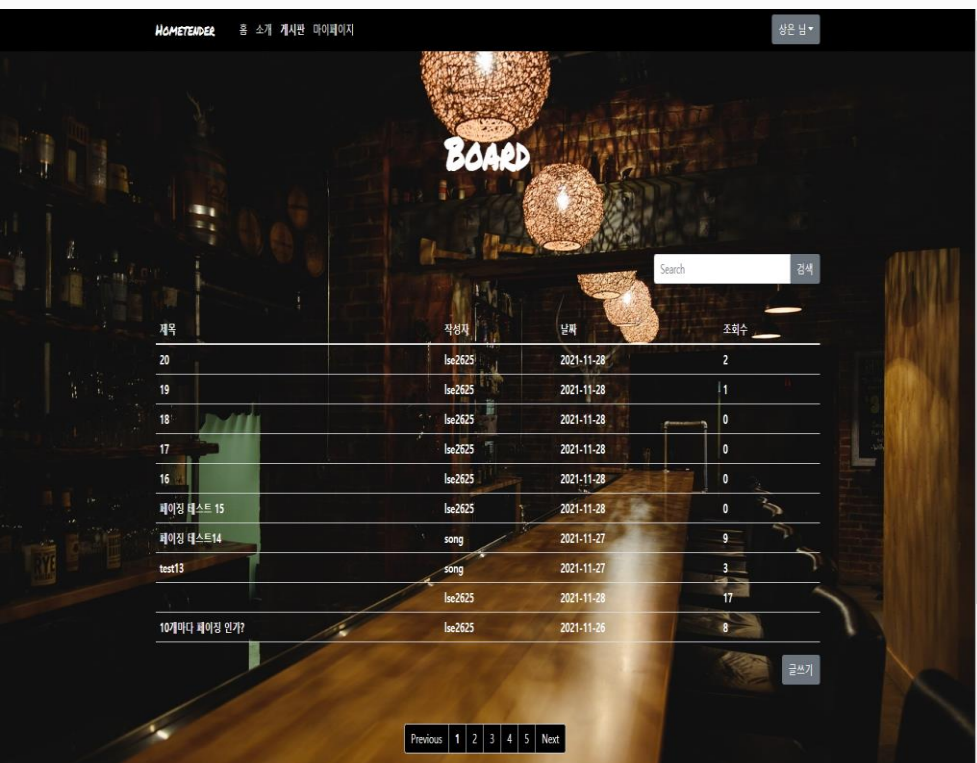 HOMETENDER 홈 소개 게시판 마이페이지 상은 님
BOARD
Search 검색
제목 작성자 날짜 조회수
20 lse2625 2021-11-28 2
19 lse2625 2021-11-28 1
18 lse2625 2021-11-28 0
17 lse2625 2021-11-28 0
16 lse2625 2021-11-28 0
페이징 테스트 15 lse2625 2021-11-28 0
페이징 테스트14 song 2021-11-27 9
test13 song 2021-11-27 3
lse2625 2021-11-28 17
10개마다 페이징 인가? lse2625 2021-11-26 8
글쓰기
Previous 1 2 3 4 5 Next
RYE